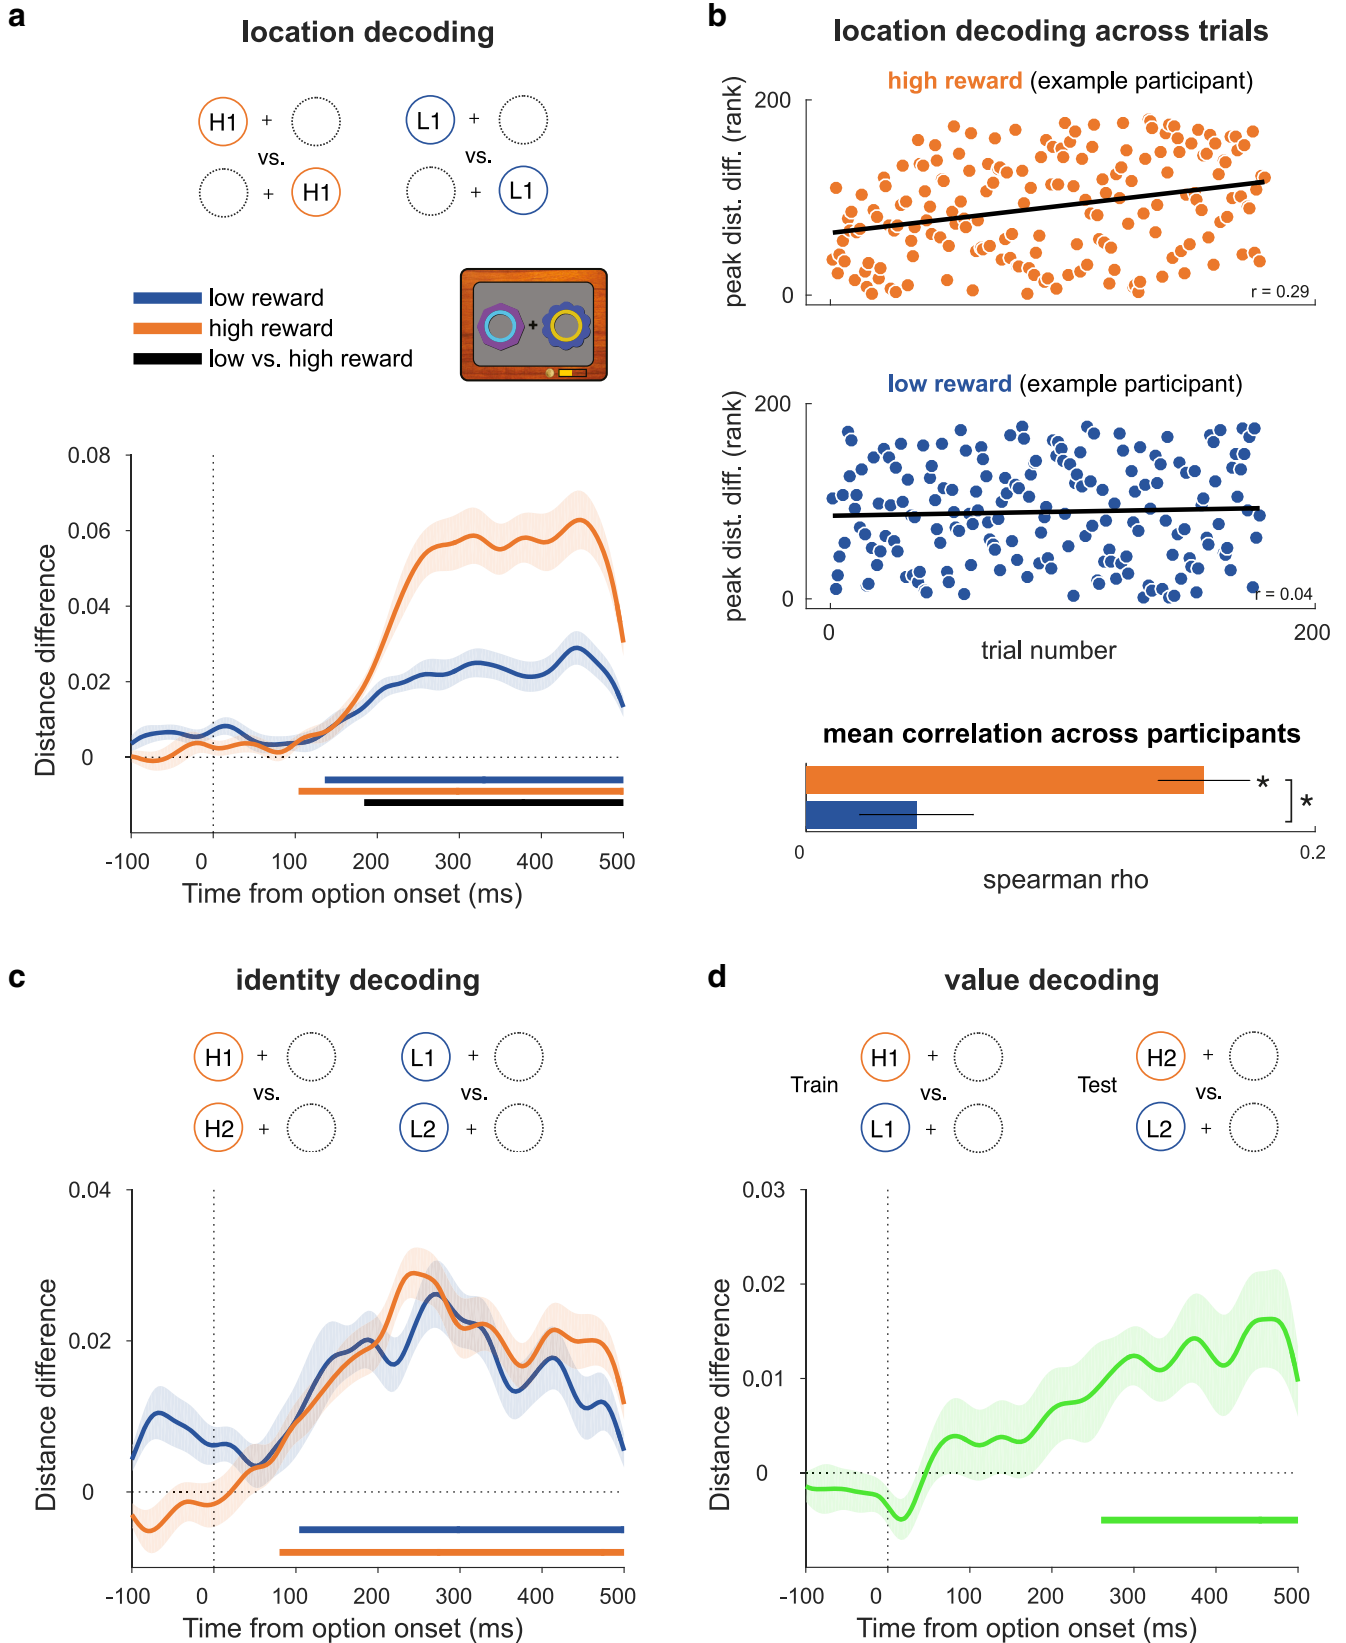 a
location decoding
H1 +
vs.
+ H1
L1 +
vs.
+ L1
low reward
high reward
low vs. high reward
+
0.08
0.06
0.04
0.02
0
Distance difference
-100 0 100 200 300 400 500
Time from option onset (ms)
b
location decoding across trials
high reward (example participant)
200
0
peak dist. diff. (rank)
r = 0.29
low reward (example participant)
200
0
peak dist. diff. (rank)
r = 0.04
0 200
trial number
mean correlation across participants
*
*
0 0.2
spearman rho
c
identity decoding
H1 +
vs.
H2 +
L1 +
vs.
L2 +
0.04
0.02
0
Distance difference
-100 0 100 200 300 400 500
Time from option onset (ms)
d
value decoding
Train
H1 +
vs.
L1 +
Test
H2 +
vs.
L2 +
0.03
0.02
0.01
0
Distance difference
-100 0 100 200 300 400 500
Time from option onset (ms)